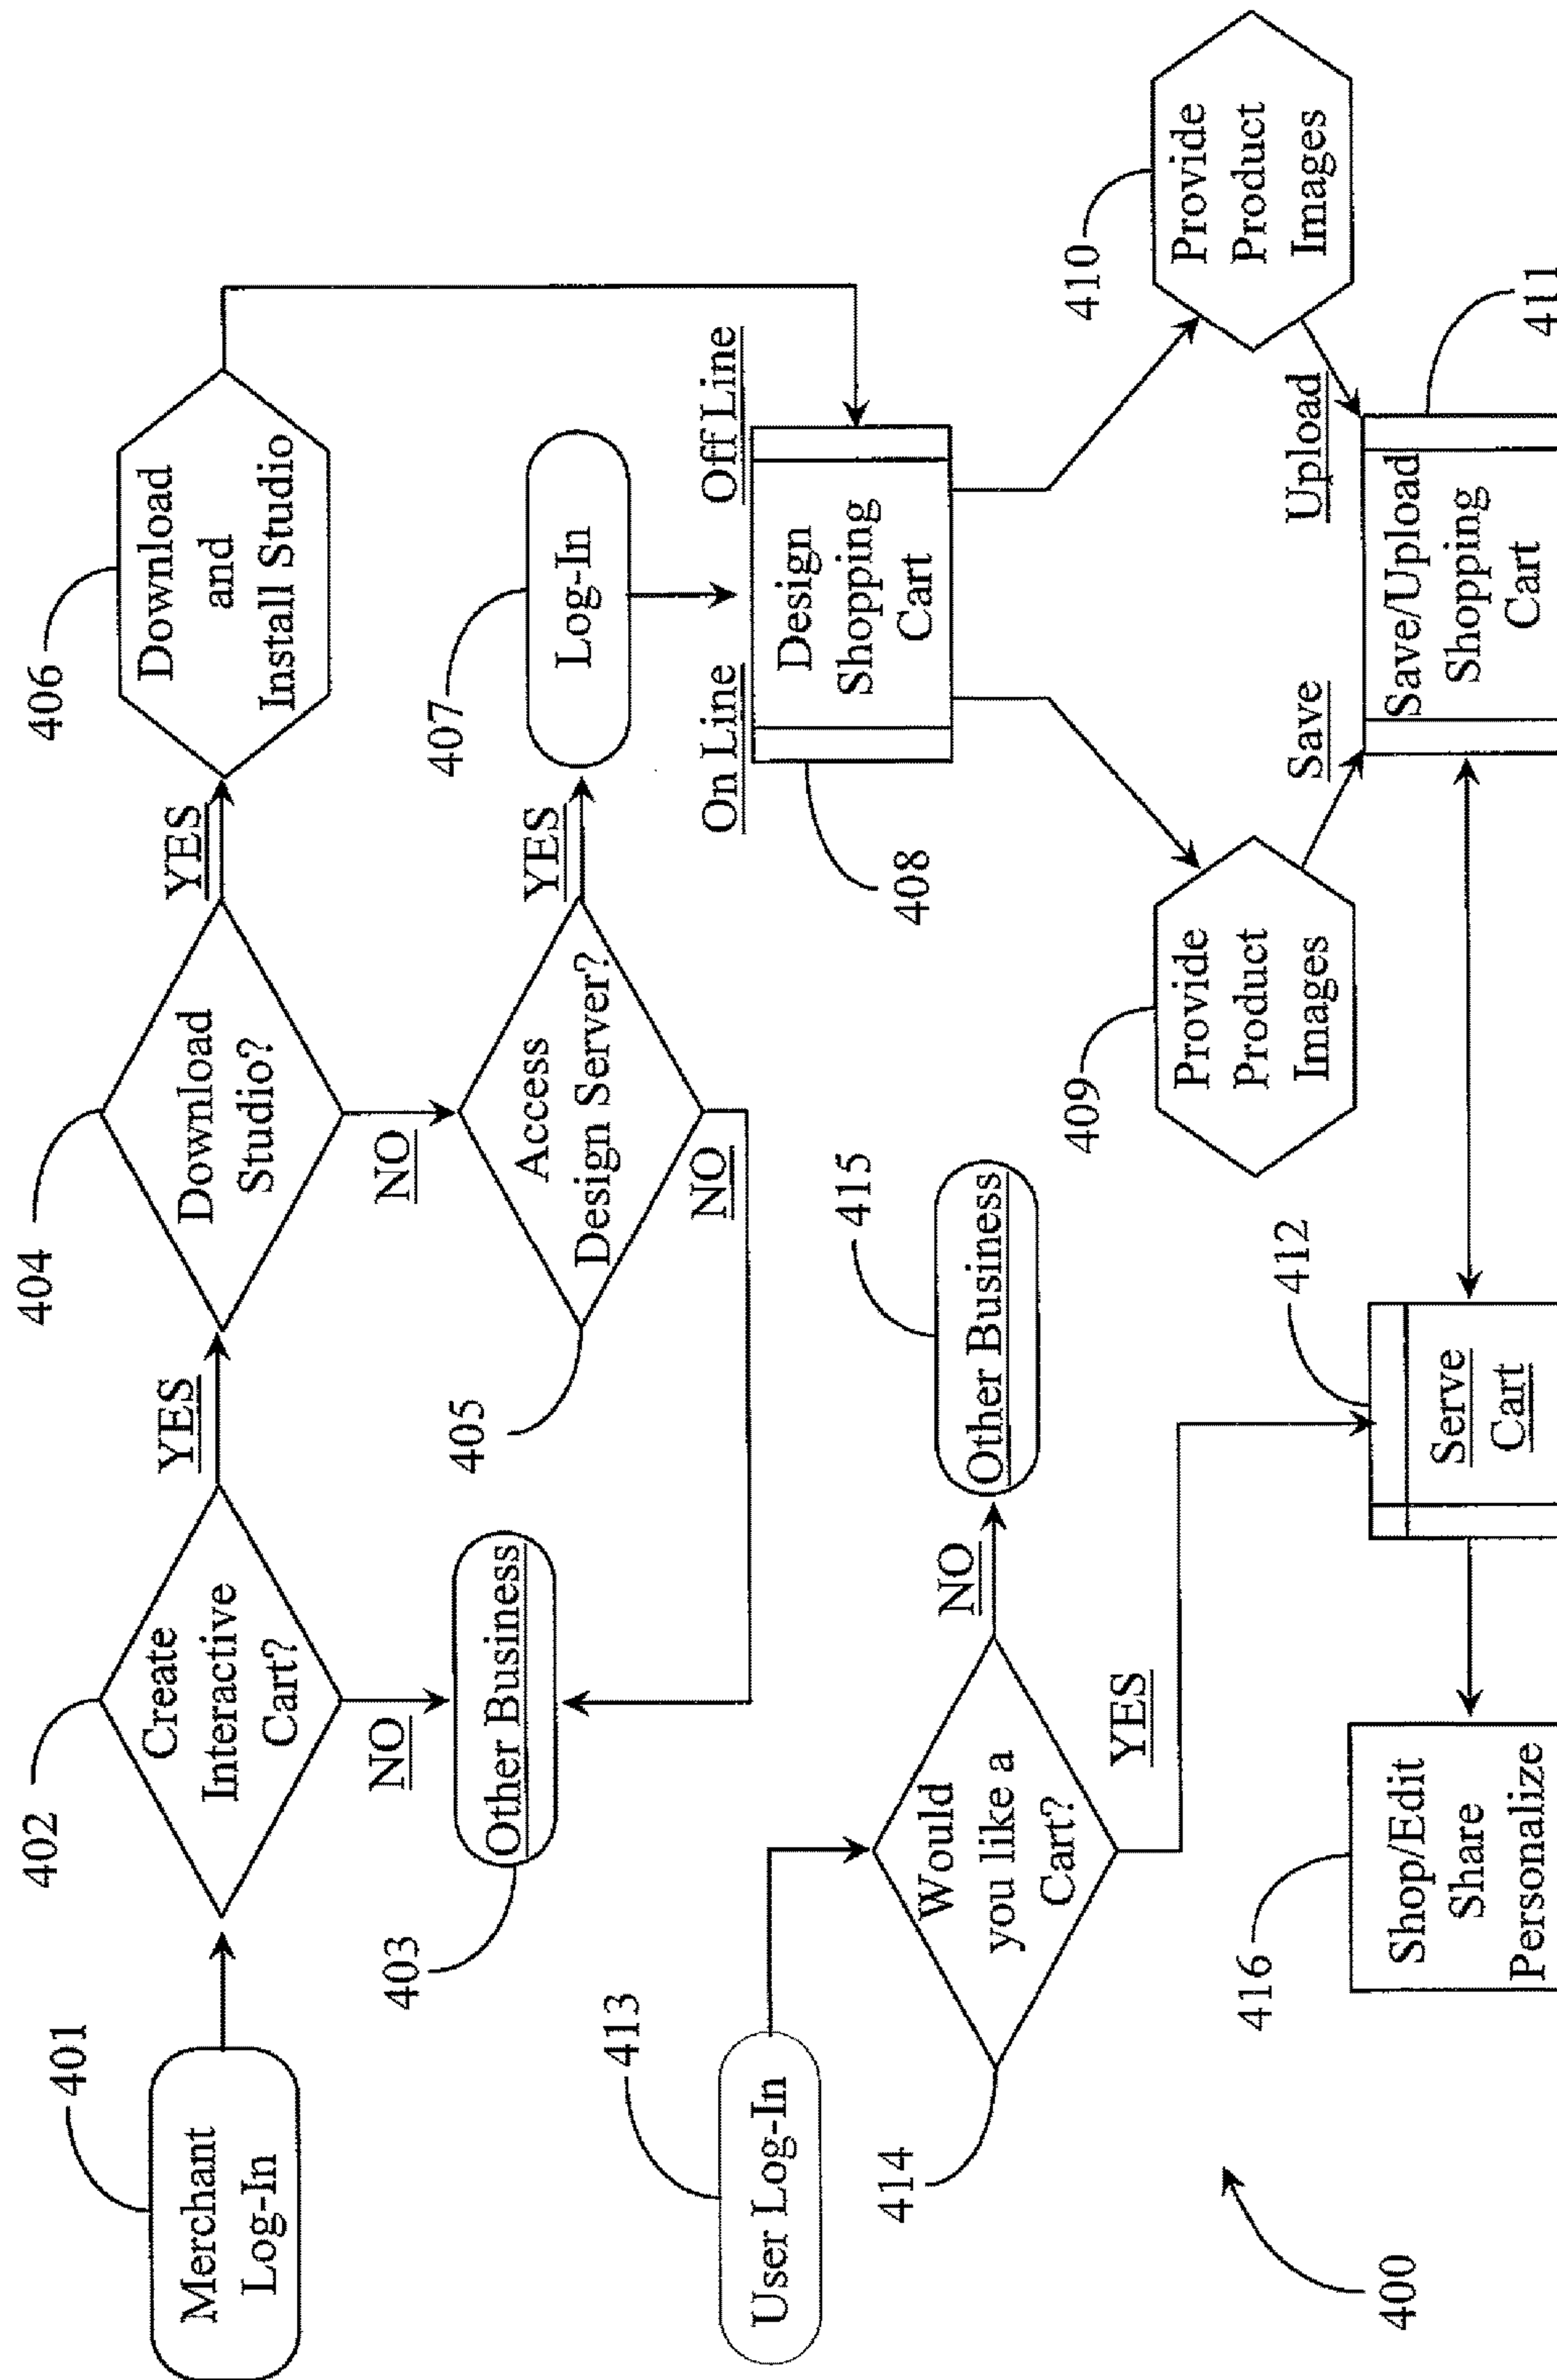 401
Merchant
Log-In
402
Create
Interactive
Cart?
YES
NO
403
Other Business
404
Download
Studio?
YES
NO
405
Access
Design Server?
YES
NO
406
Download
and
Install Studio
407
Log-In
On Line
Off Line
408
Design
Shopping
Cart
409
Provide
Product
Images
410
Provide
Product
Images
Save
Upload
411
Save/Upload
Shopping
Cart
412
Serve
Cart
413
User Log-In
414
Would
you like a
Cart?
NO
YES
415
Other Business
416
Shop/Edit
Share
Personalize
400